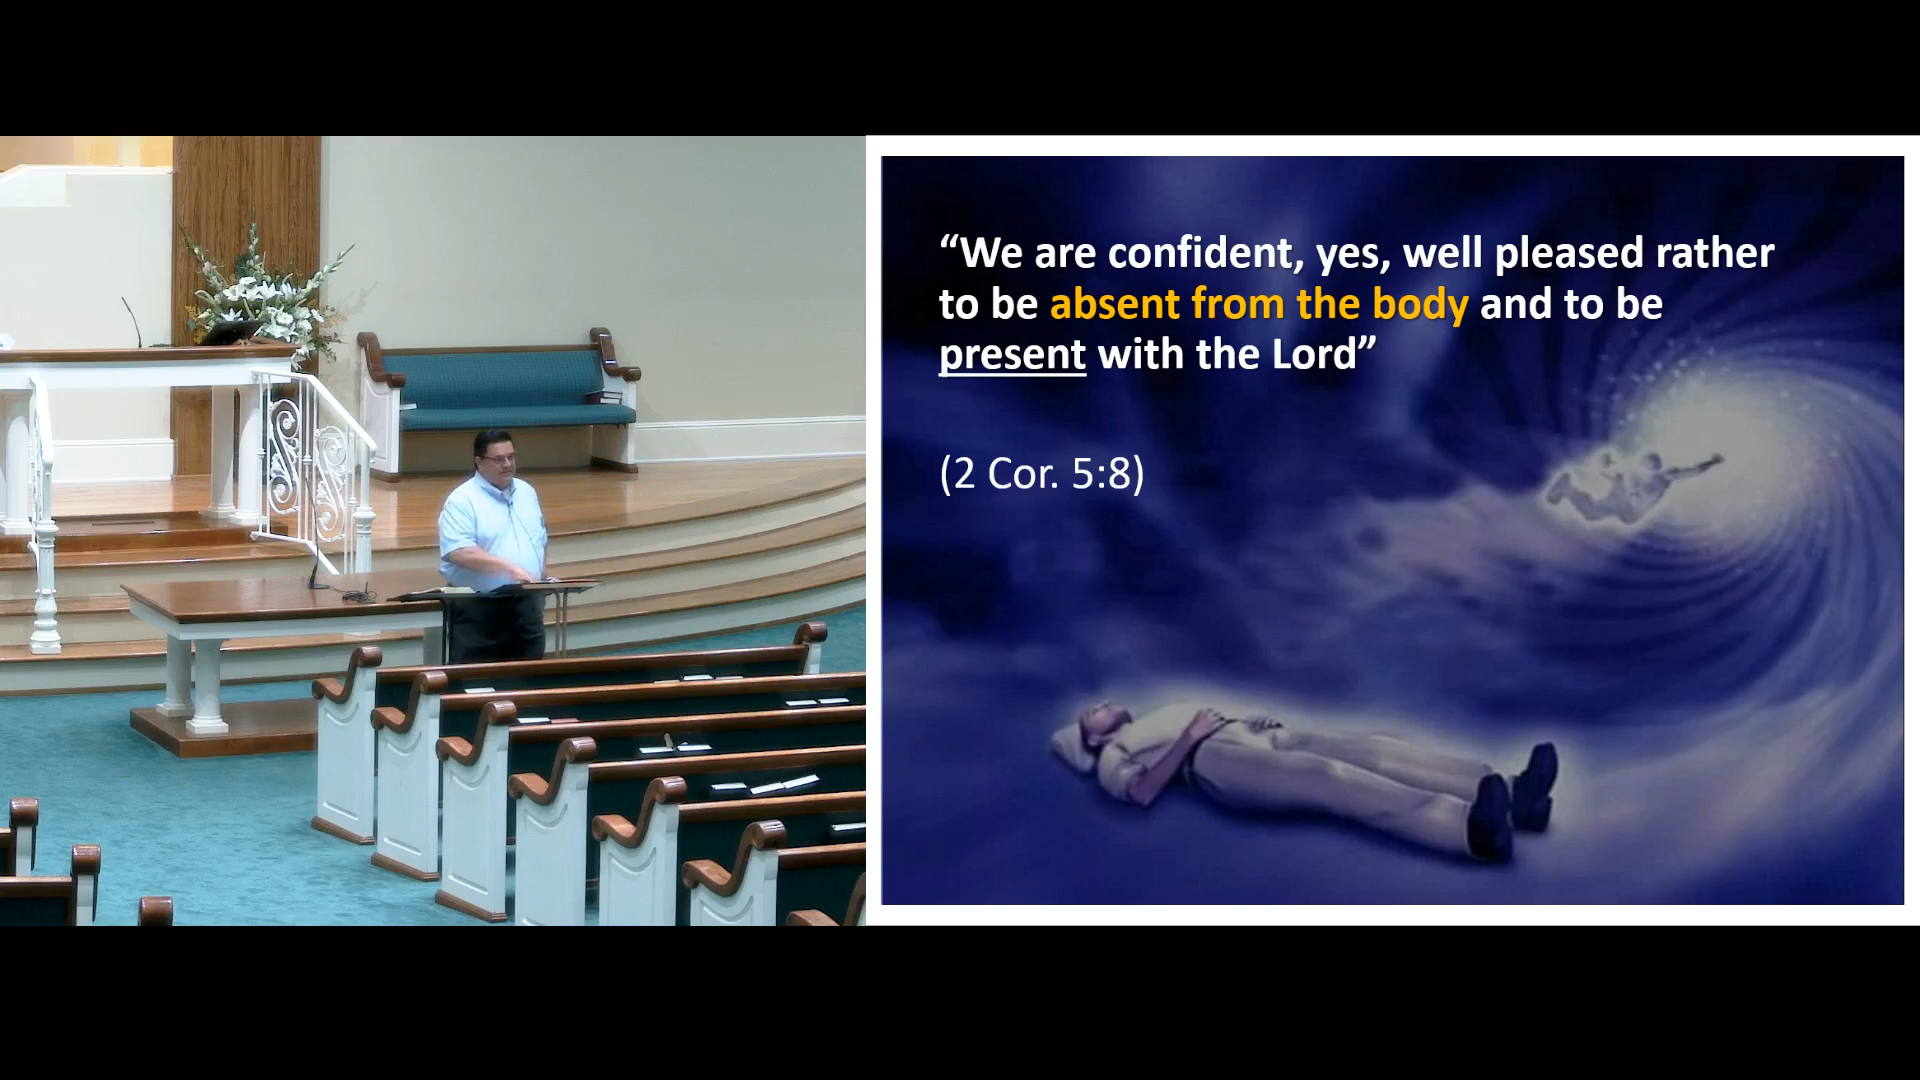 “We are confident, yes, well pleased rather
to be absent from the body and to be
present with the Lord”
(2 Cor. 5:8)